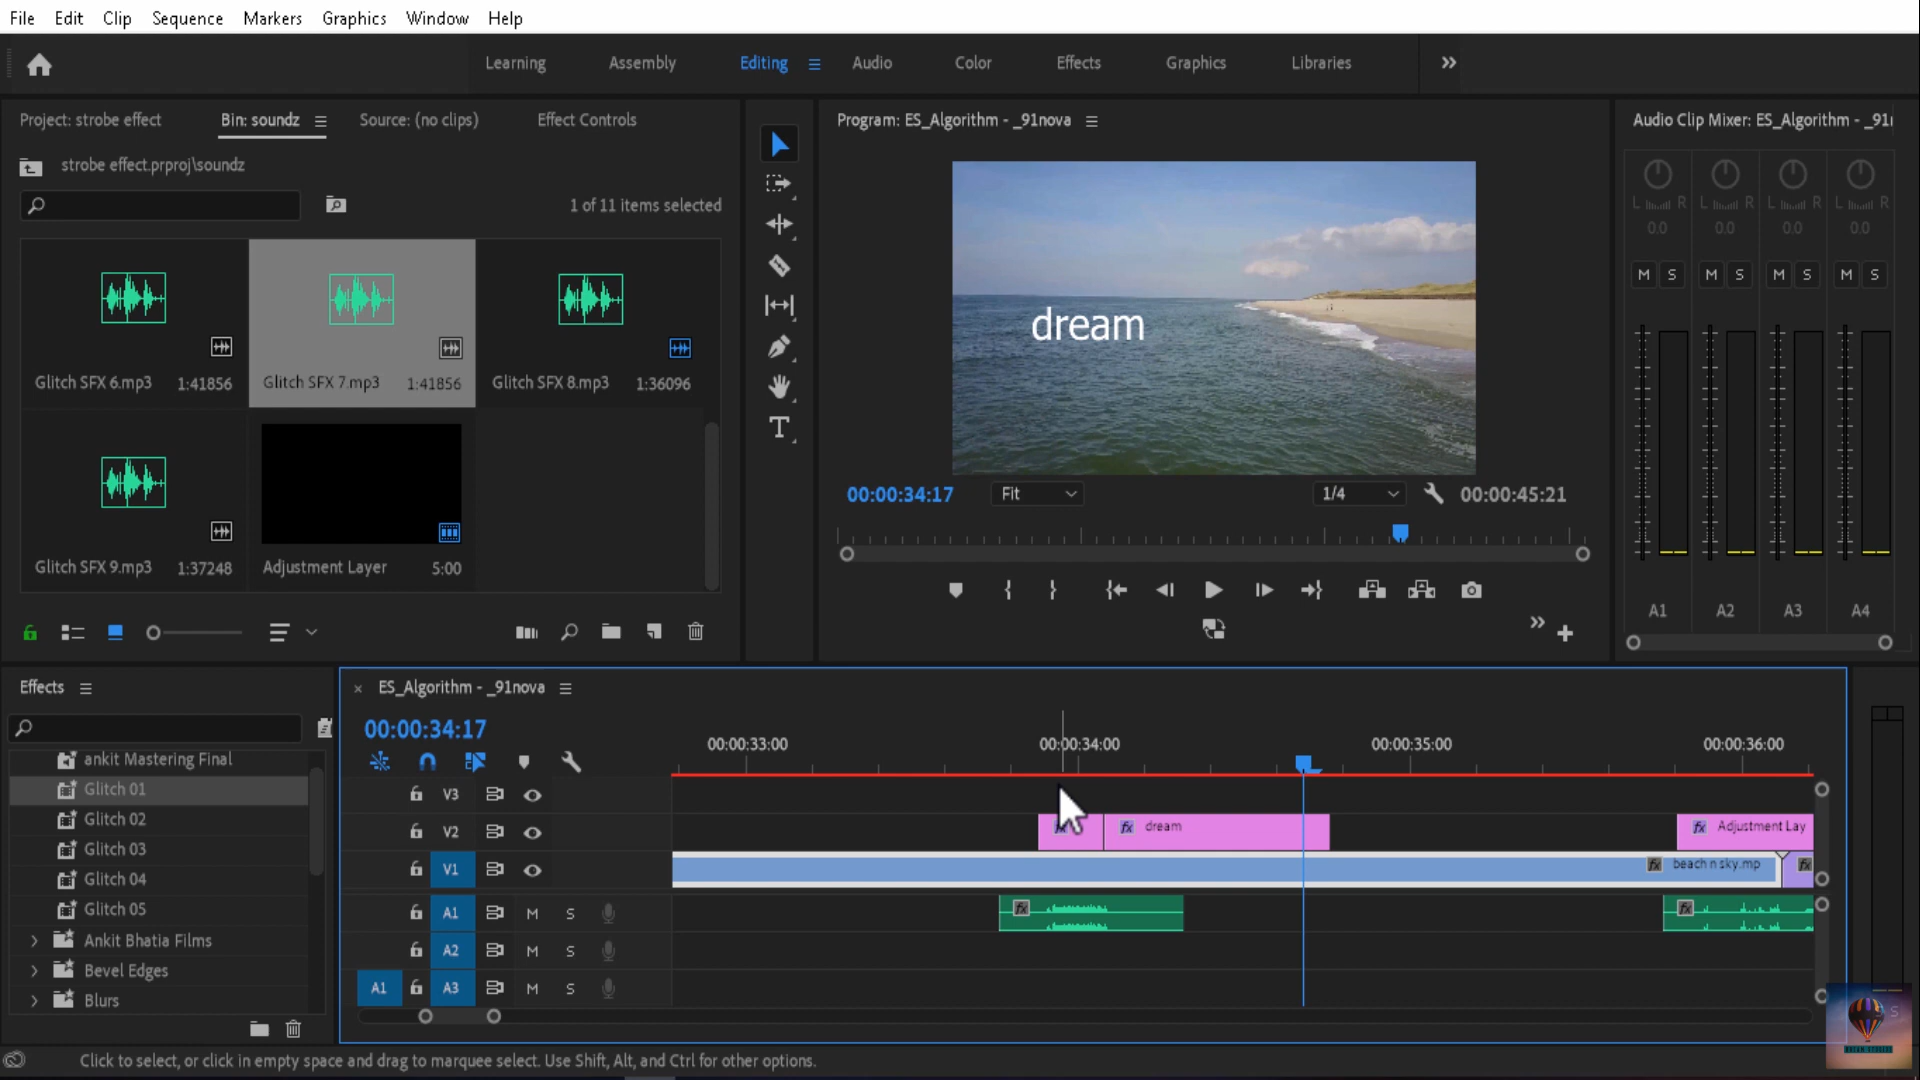 File Edit Clip Sequence Markers Graphics Window Help
Learning Assembly Editing Audio Color Effects Graphics Libraries
Project: strobe effect Bin: soundz Source: (no clips) Effect Controls
strobe effect.prproj\soundz
1 of 11 items selected
Glitch SFX 6.mp3 1:41856
Glitch SFX 7.mp3 1:41856
Glitch SFX 8.mp3 1:36096
Glitch SFX 9.mp3 1:37248
Adjustment Layer 5:00
T
Program: ES_Algorithm - _91nova
dream
00:00:34:17 Fit 1/4 00:00:45:21
Audio Clip Mixer: ES_Algorithm - _91
L R L R L R L R
0.0 0.0 0.0 0.0
M S M S M S M S
A1 A2 A3 A4
Effects
ankit Mastering Final
Glitch 01
Glitch 02
Glitch 03
Glitch 04
Glitch 05
Ankit Bhatia Films
Bevel Edges
Blurs
ES_Algorithm - _91nova
00:00:34:17
00:00:33:00 00:00:34:00 00:00:35:00 00:00:36:00
V3
V2 fx dream fx Adjustment Lay
V1 fx beach n sky.mp fx
A1 M S fx fx
A2 M S
A1 A3 M S
Click to select, or click in empty space and drag to marquee select. Use Shift, Alt, and Ctrl for other options.